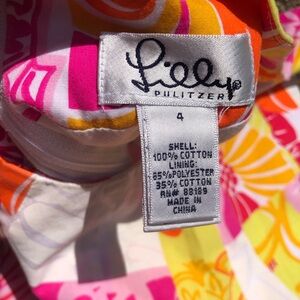 Lilly
PULITZER
4
SHELL:
100% COTTON
LINING:
65% POLYESTER
35% COTTON
RN# 88189
MADE IN
CHINA